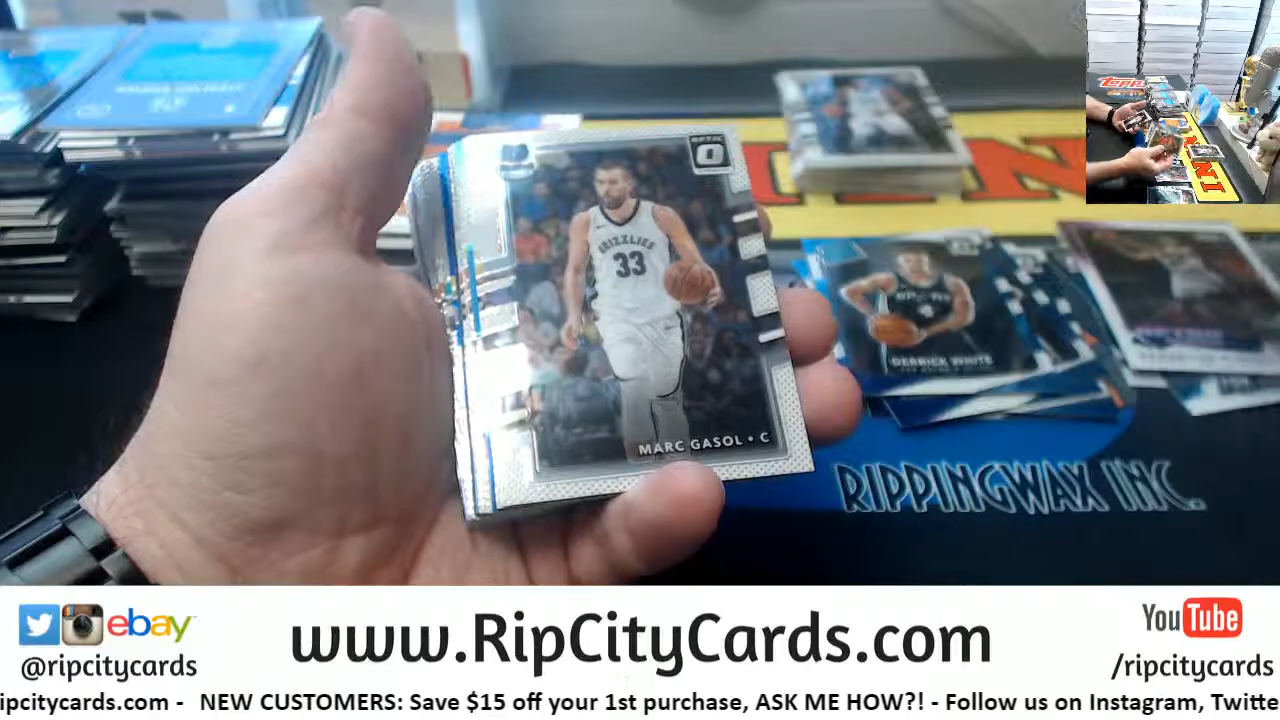 OPTIC
GRIZZLIES
33
MARC GASOL • C
DERRICK WHITE
RIPPINGWAX INC.
ebay
@ripcitycards
www.RipCityCards.com
YouTube
/ripcitycards
ipcitycards.com - NEW CUSTOMERS: Save $15 off your 1st purchase, ASK ME HOW?! - Follow us on Instagram, Twitte